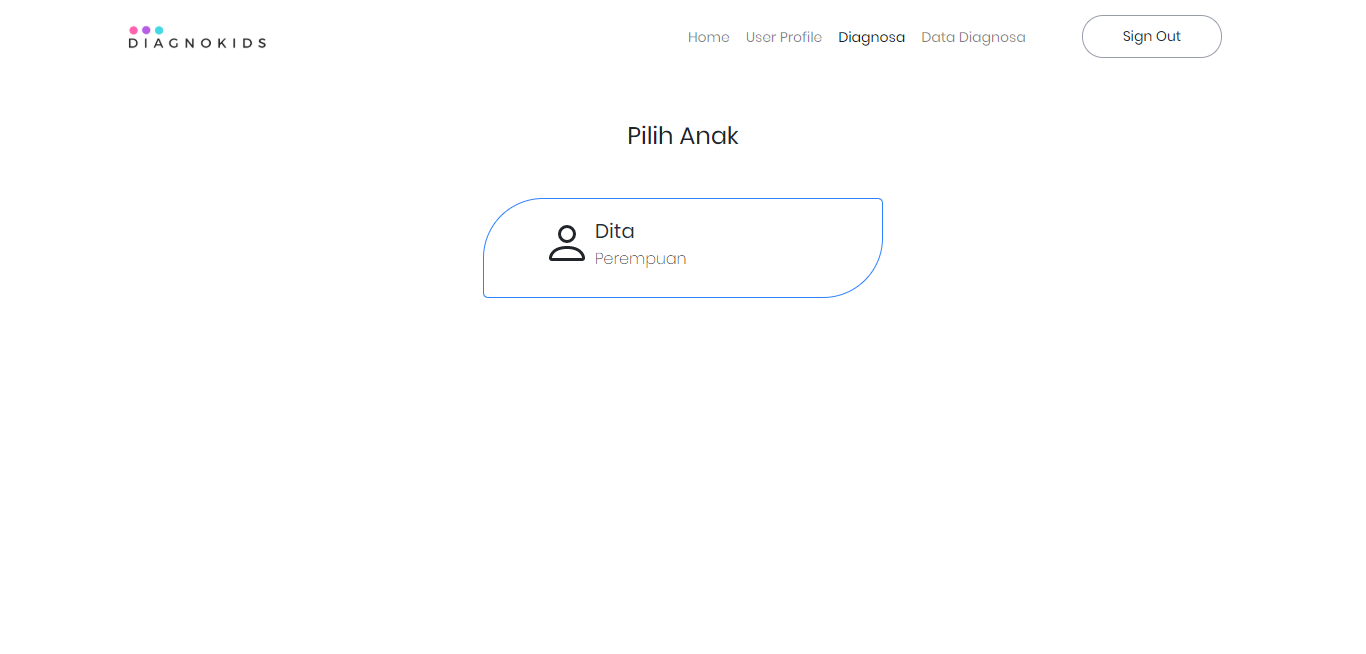 DIAGNOKIDS
Home User Profile Diagnosa Data Diagnosa Sign Out
Pilih Anak
Dita
Perempuan